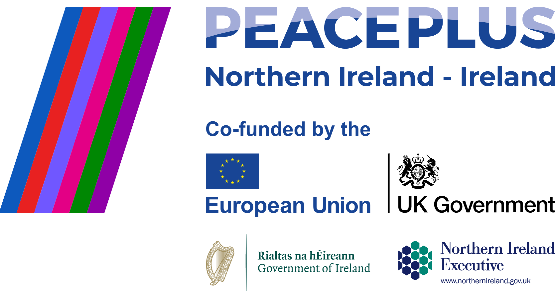 PEACEPLUS
Northern Ireland - Ireland
Co-funded by the
European Union
UK Government
Rialtas na hÉireann
Government of Ireland
Northern Ireland
Executive
www.northernireland.gov.uk